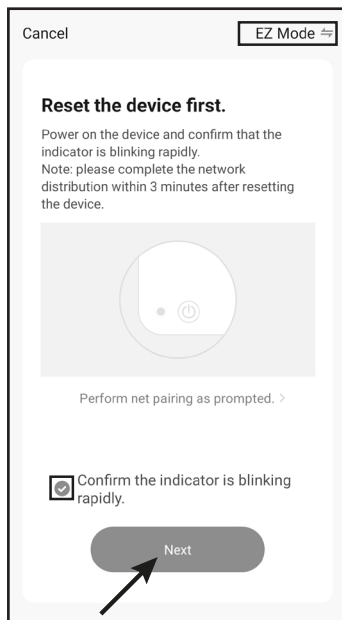 Cancel
EZ Mode
Reset the device first.
Power on the device and confirm that the
indicator is blinking rapidly.
Note: please complete the network
distribution within 3 minutes after resetting
the device.
Perform net pairing as prompted. >
Confirm the indicator is blinking
rapidly.
Next